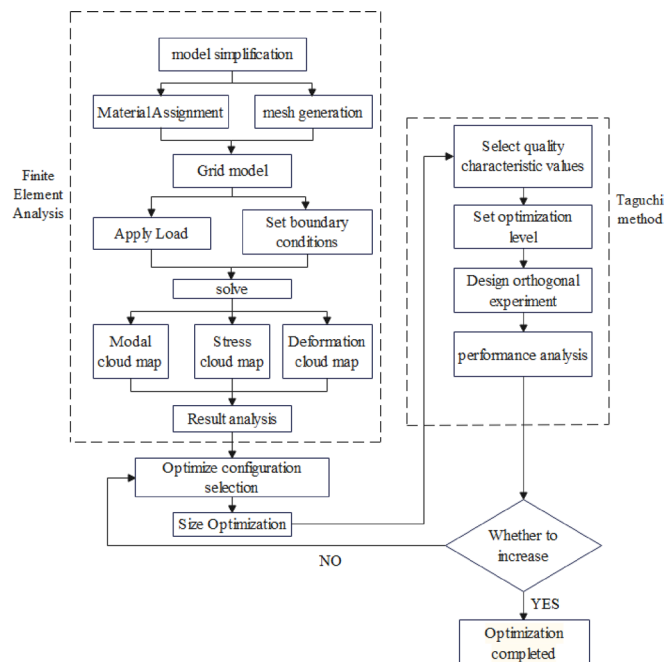 model simplification
Material Assignment
mesh generation
Grid model
Finite
Element
Analysis
Apply Load
Set boundary
conditions
solve
Modal
cloud map
Stress
cloud map
Deformation
cloud map
Result analysis
Optimize configuration
selection
Size Optimization
NO
Select quality
characteristic values
Taguchi
method
Set optimization
level
Design orthogonal
experiment
performance analysis
Whether to
increase
YES
Optimization
completed